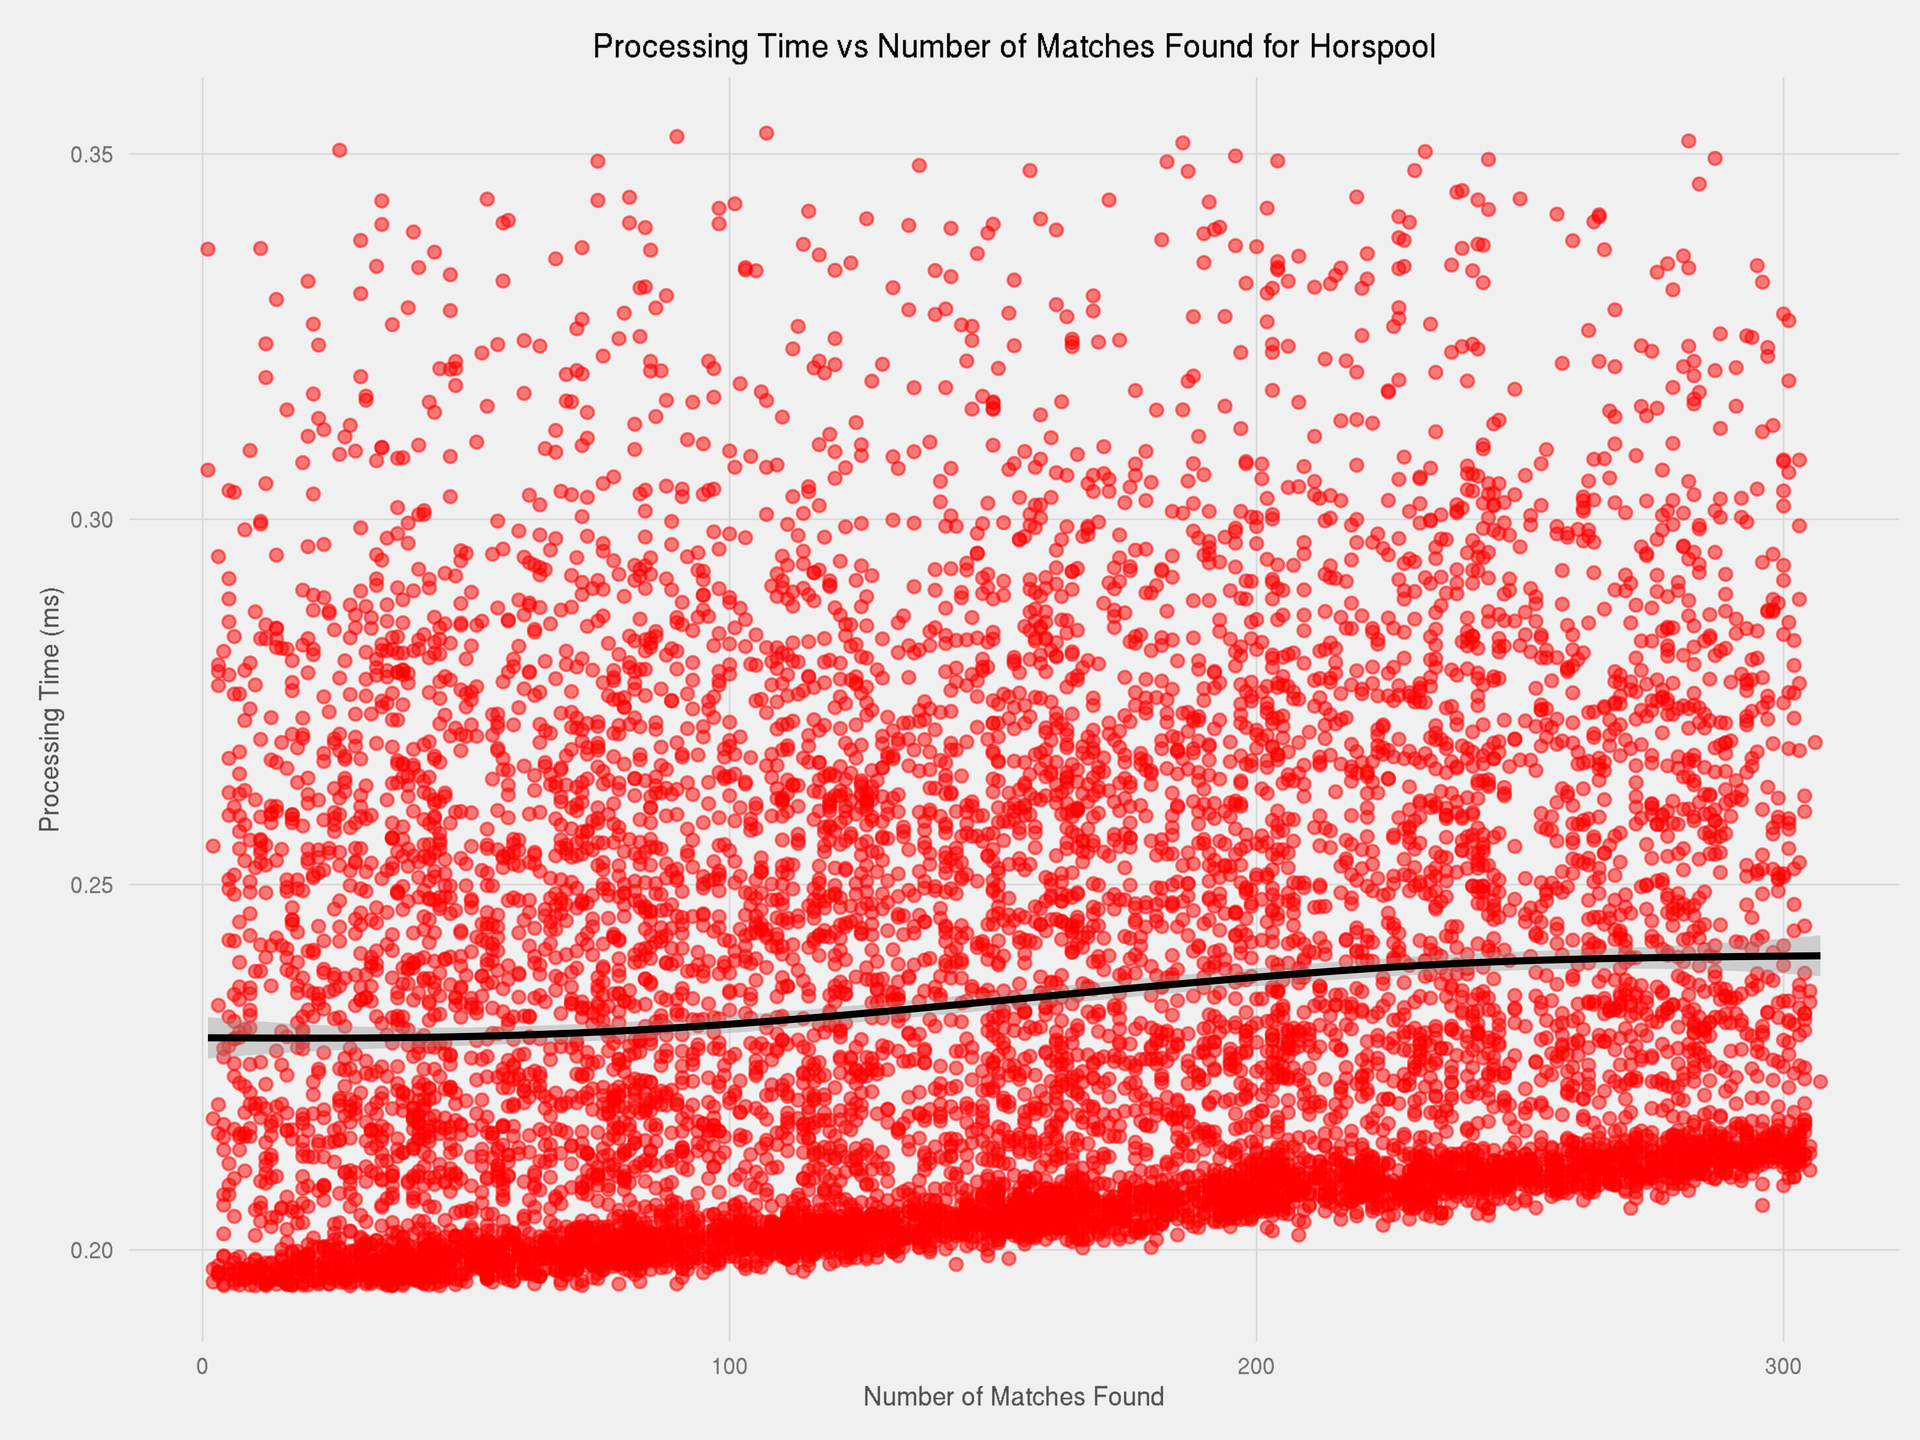 Processing Time vs Number of Matches Found for Horspool
0.35
0.30
0.25
0.20
Processing Time (ms)
0
100
200
300
Number of Matches Found